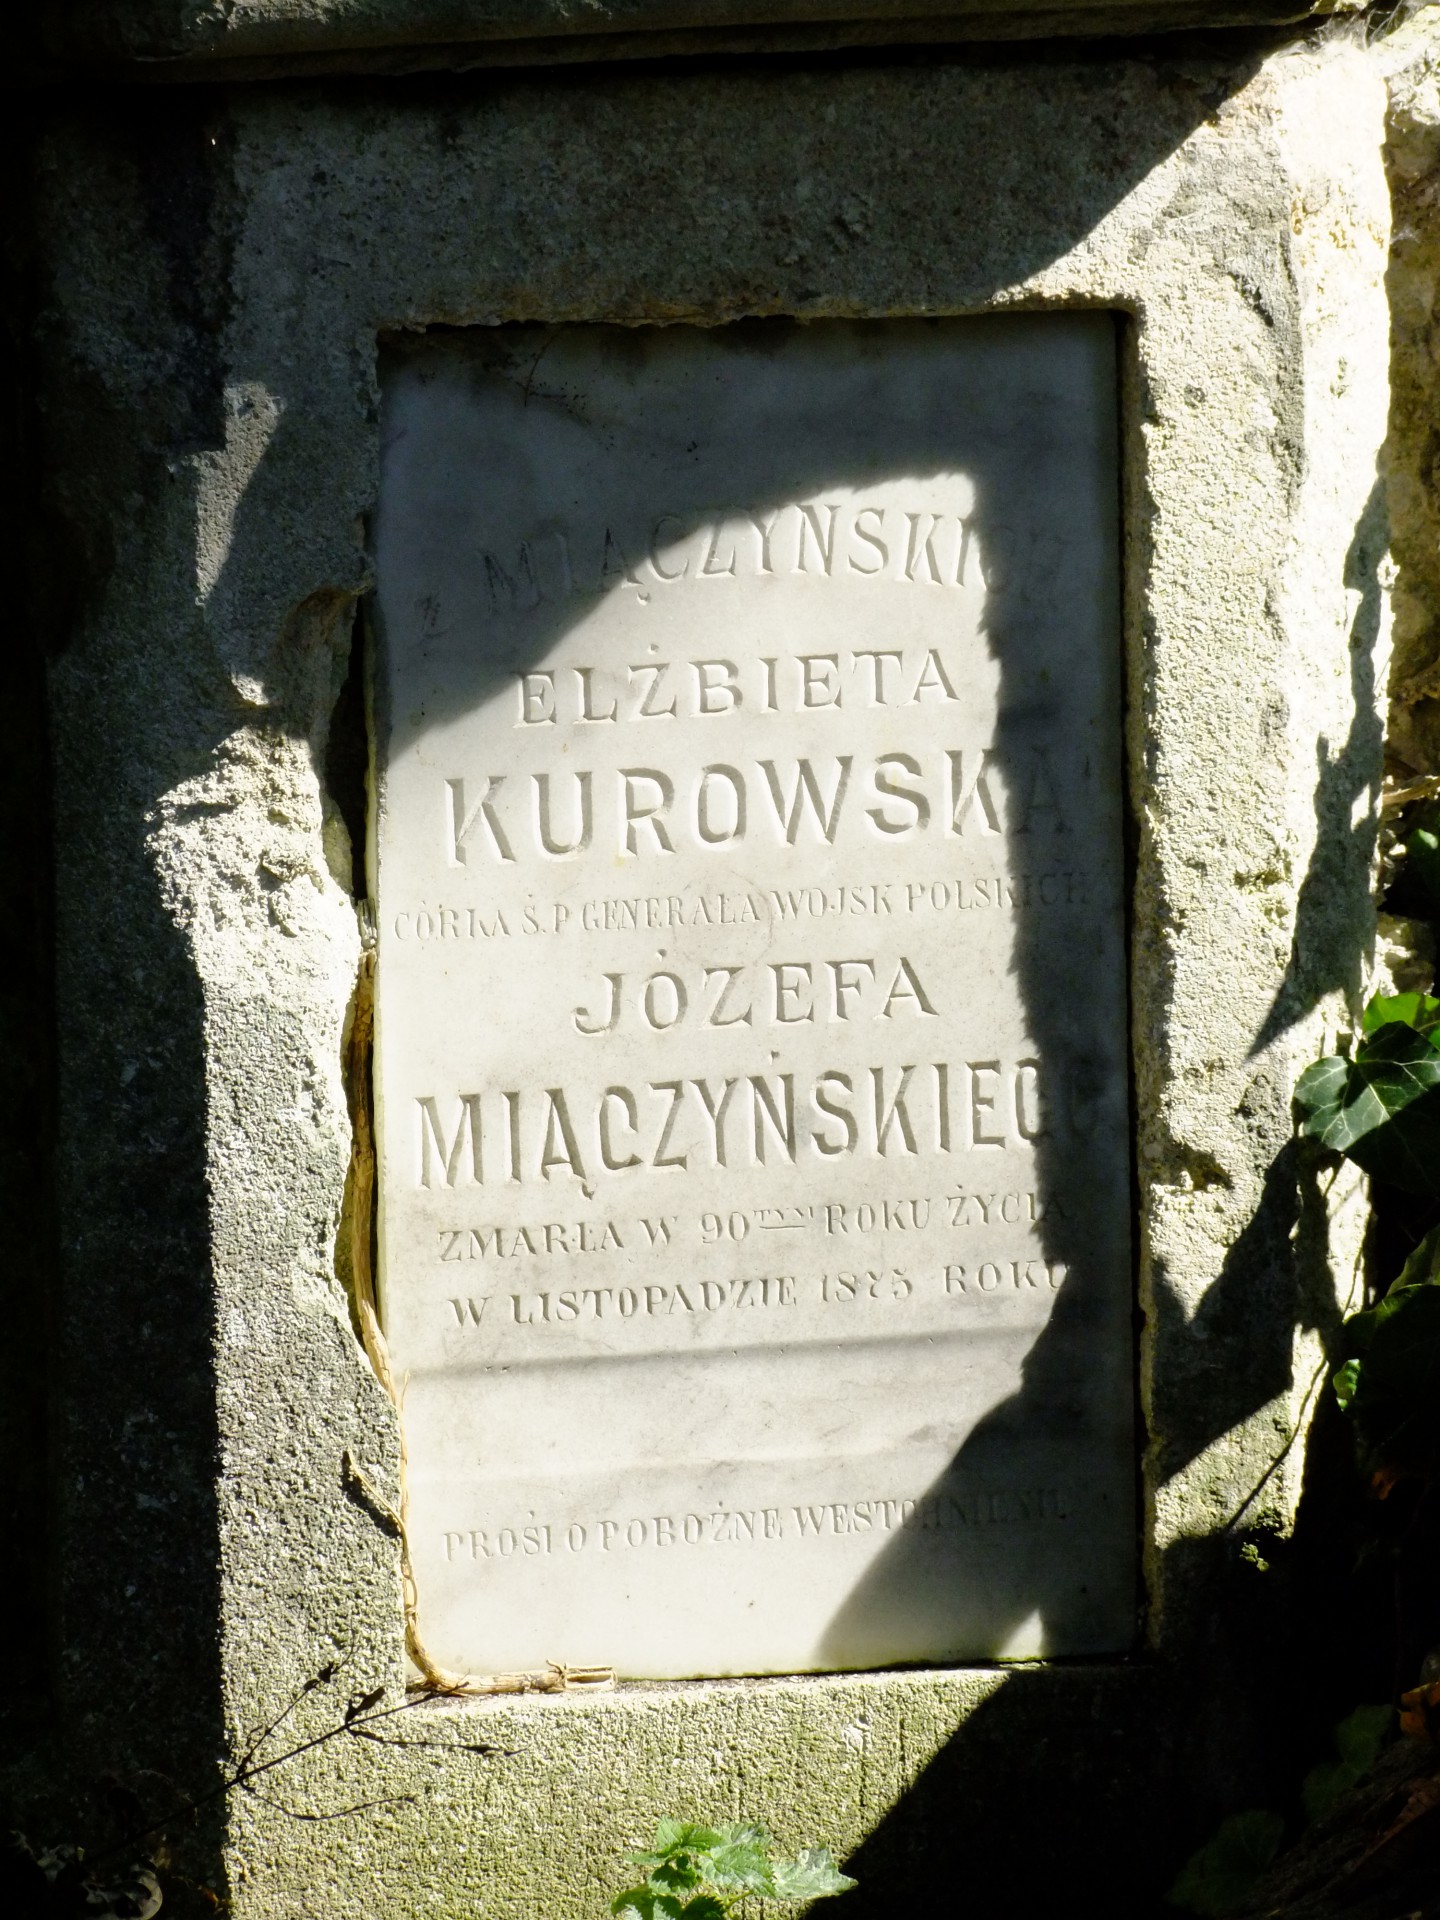 Z MIĄCZYŃSKICH
ELŻBIETA
KUROWSKA
CÓRKA Ś.P GENERAŁA WOJSK POLSKICH
JÓZEFA
MIĄCZYŃSKIEGO
ZMARŁA W 90TYM ROKU ŻYCIA
W LISTOPADZIE 1875 ROKU
PROSI O POBOŻNE WESTCHNIENIE